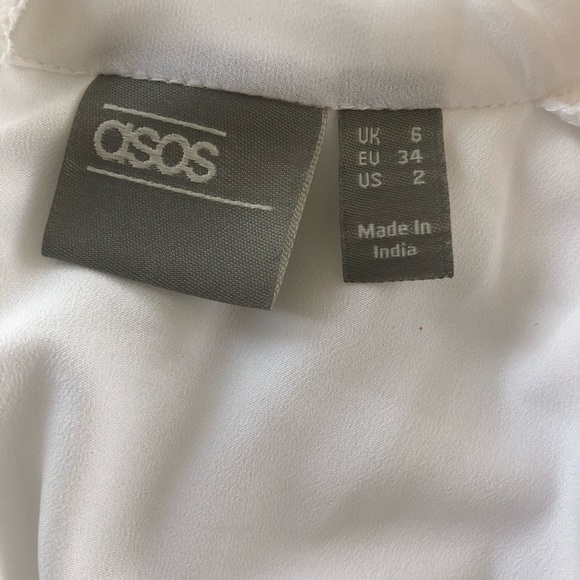 asos
UK 6
EU 34
US 2
Made In
India